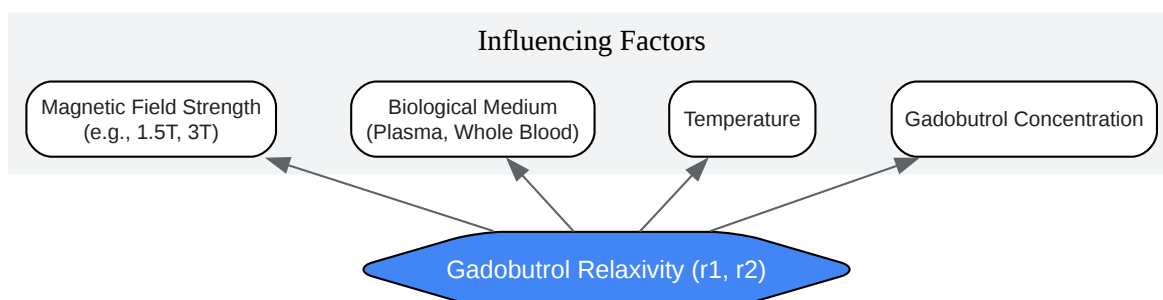 Influencing Factors
Magnetic Field Strength
(e.g., 1.5T, 3T)
Biological Medium
(Plasma, Whole Blood)
Temperature
Gadobutrol Concentration
Gadobutrol Relaxivity (r1, r2)